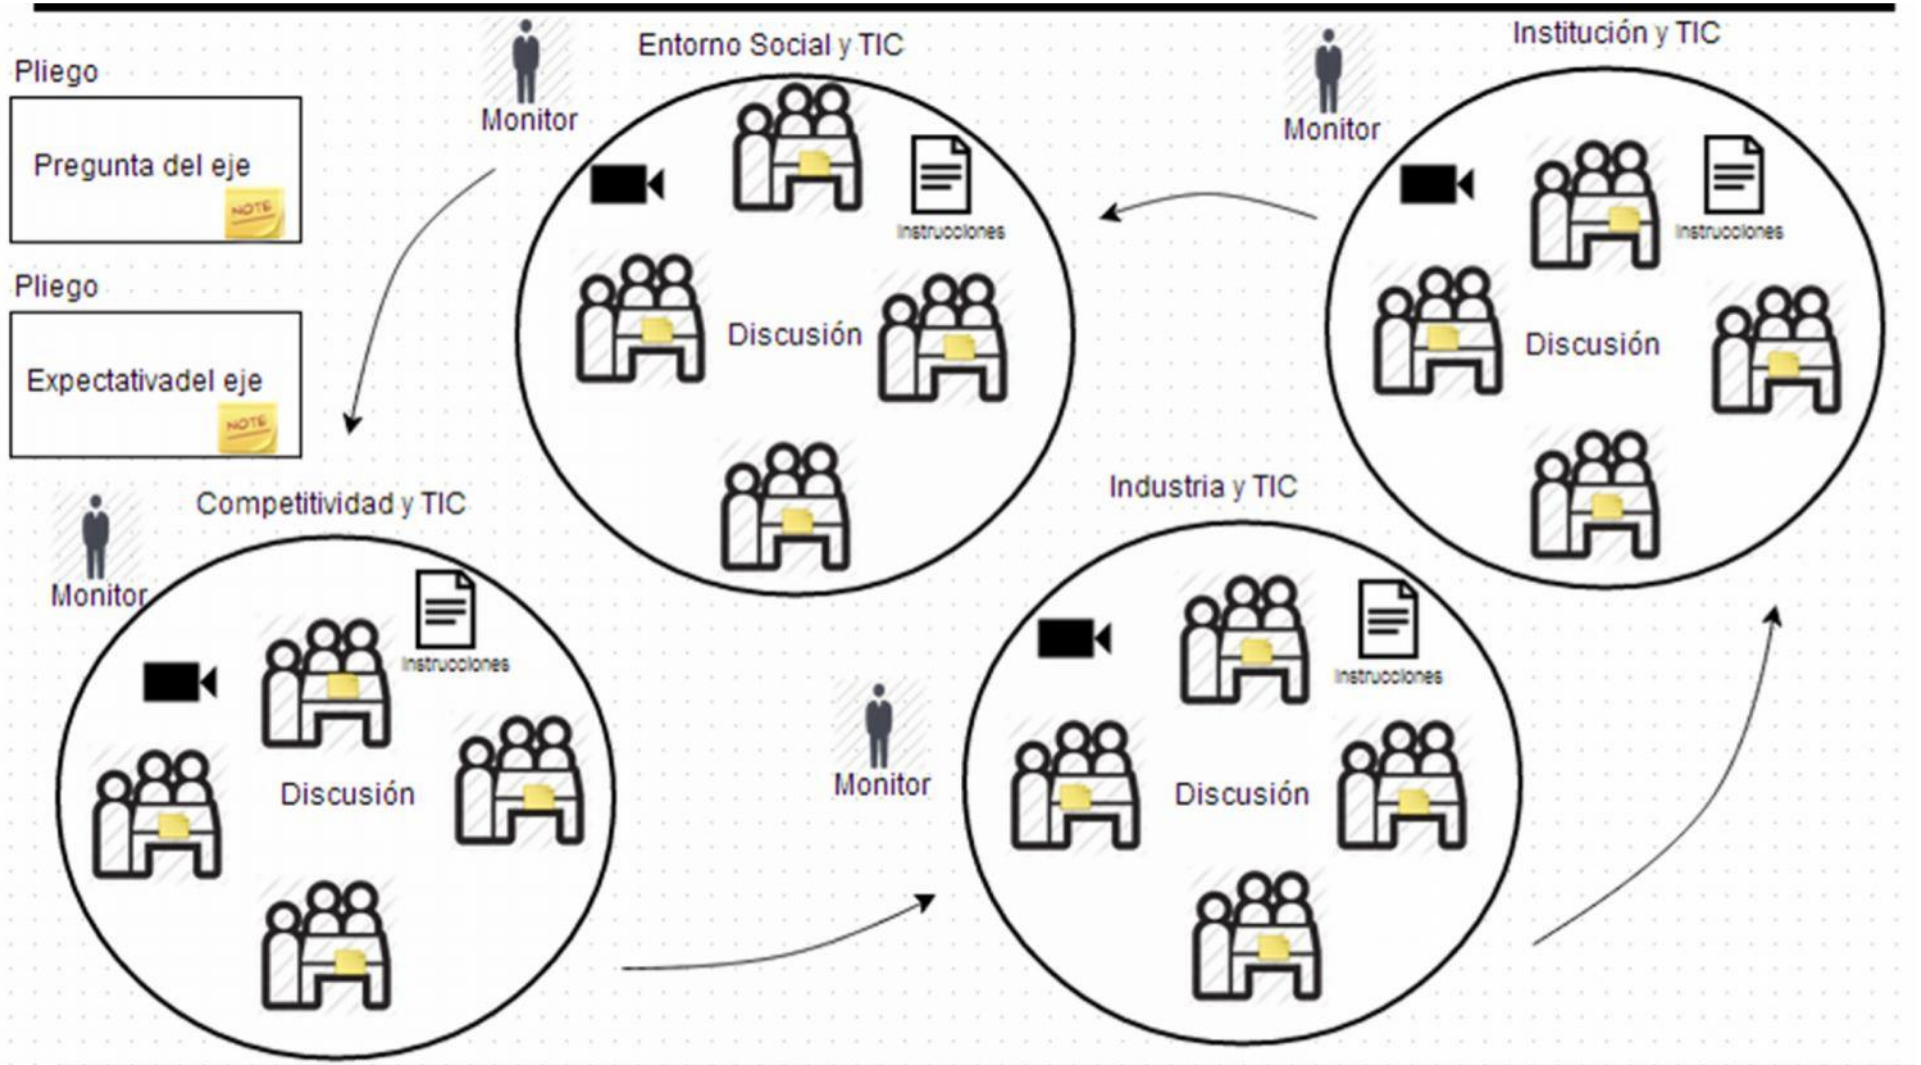 Pliego
Pregunta del eje
NOTE
Pliego
Expectativadel eje
NOTE
Monitor
Entorno Social y TIC
Instrucciones
Discusión
Monitor
Institución y TIC
Instrucciones
Discusión
Monitor
Competitividad y TIC
Instrucciones
Discusión
Monitor
Industria y TIC
Instrucciones
Discusión